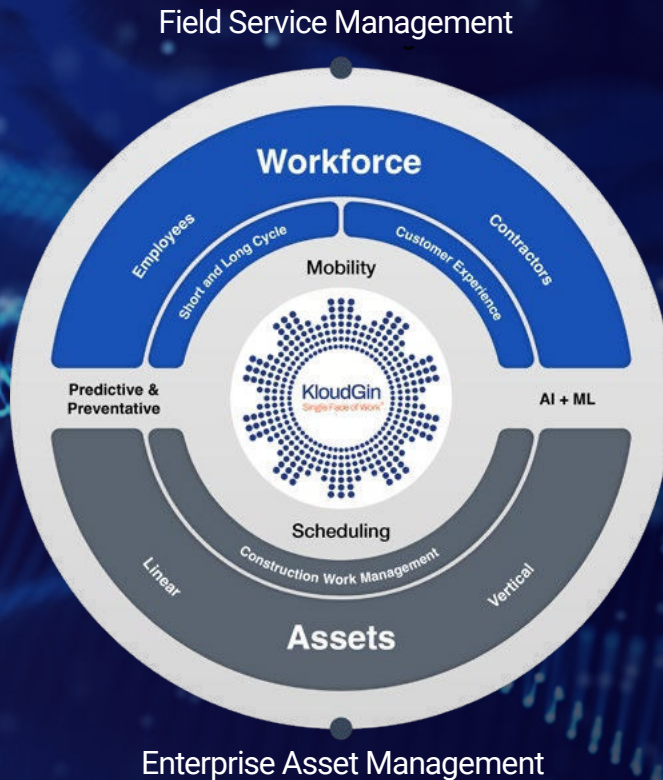 Field Service Management
Workforce
Employees
Contractors
Short and Long Cycle
Customer Experience
Mobility
Predictive &
Preventative
KloudGin
Single Face of Work®
AI + ML
Scheduling
Construction Work Management
Linear
Vertical
Assets
Enterprise Asset Management